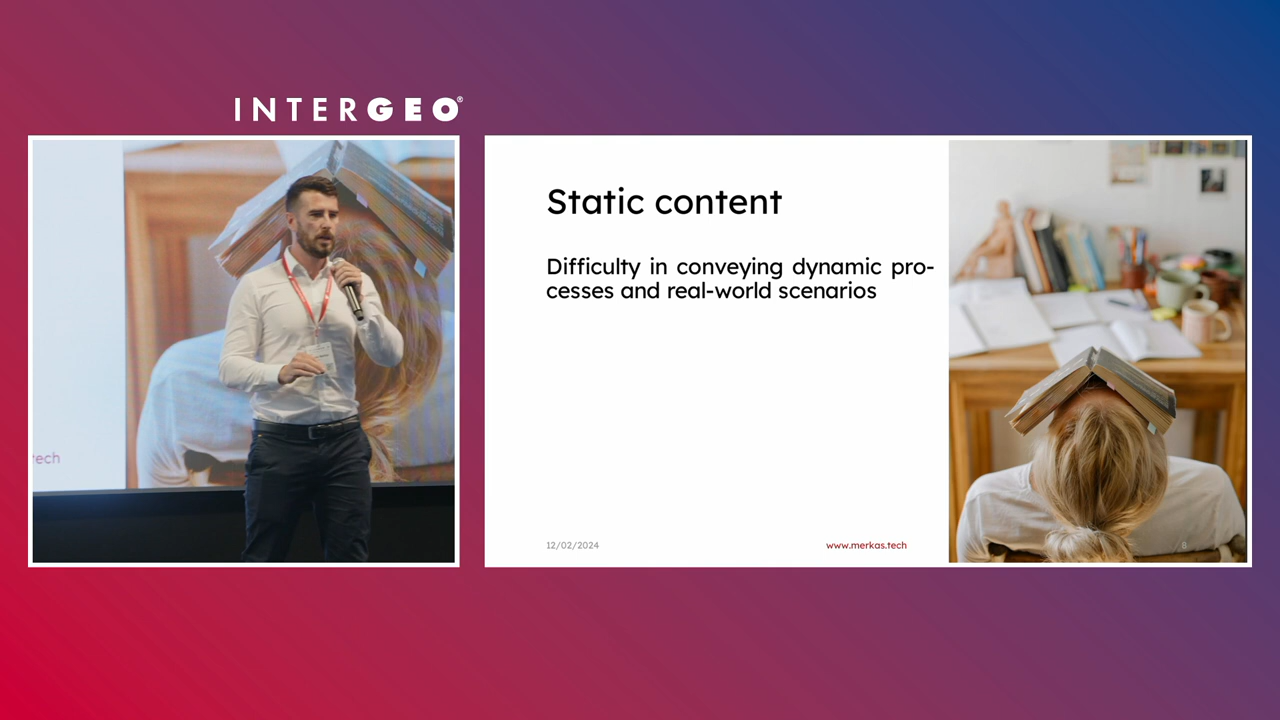 INTERGEO®
tech
Static content
Difficulty in conveying dynamic pro-
cesses and real-world scenarios
12/02/2024
www.merkas.tech